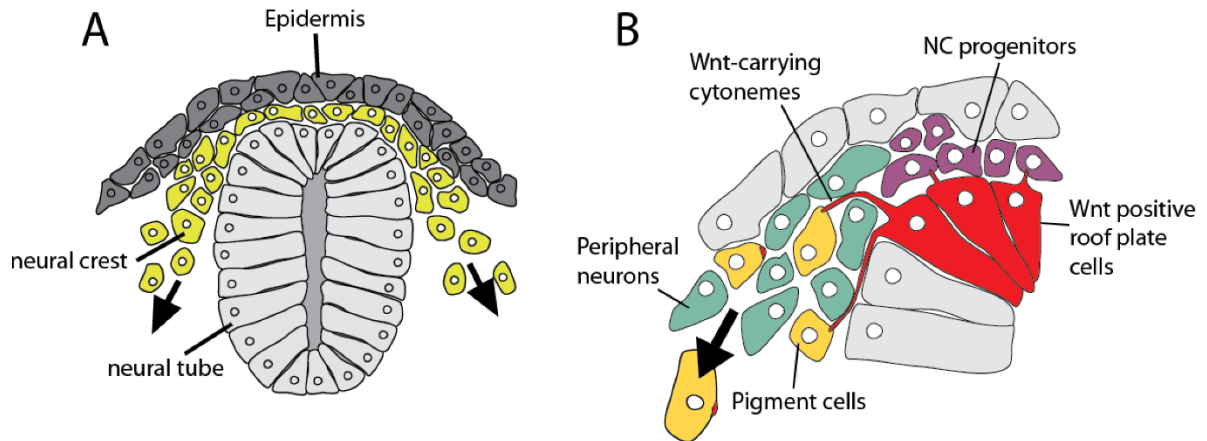 A
Epidermis
neural crest
neural tube
B
NC progenitors
Wnt-carrying
cytonemes
Wnt positive
roof plate
cells
Peripheral
neurons
Pigment cells